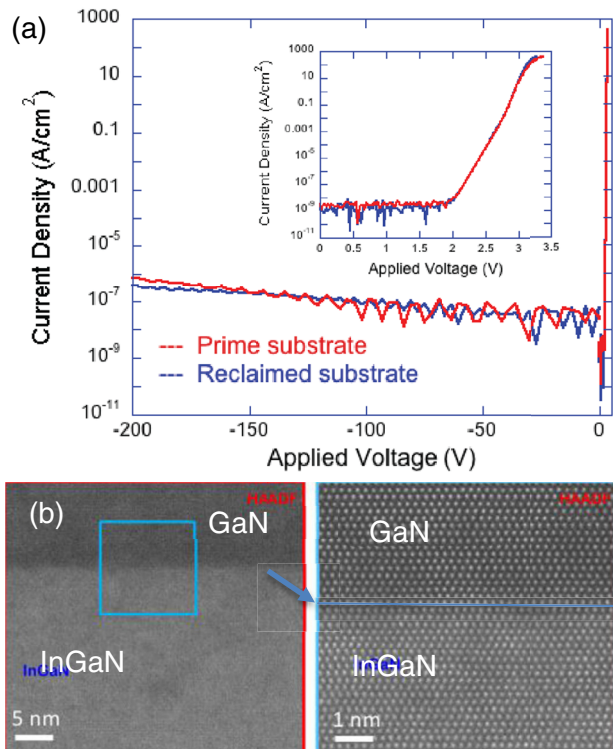 (a)
Current Density (A/cm²)
1000
10
0.1
0.001
10⁻⁵
10⁻⁷
10⁻⁹
10⁻¹¹
-200
-150
-100
-50
0
Applied Voltage (V)
Current Density (A/cm²)
1000
10
0.1
0.001
10⁻⁵
10⁻⁷
10⁻⁹
10⁻¹¹
0
0.5
1
1.5
2
2.5
3
3.5
Applied Voltage (V)
Prime substrate
Reclaimed substrate
(b)
HAADF
GaN
InGaN
InGaN
5 nm
HAADF
GaN
InGaN
InGaN
1 nm